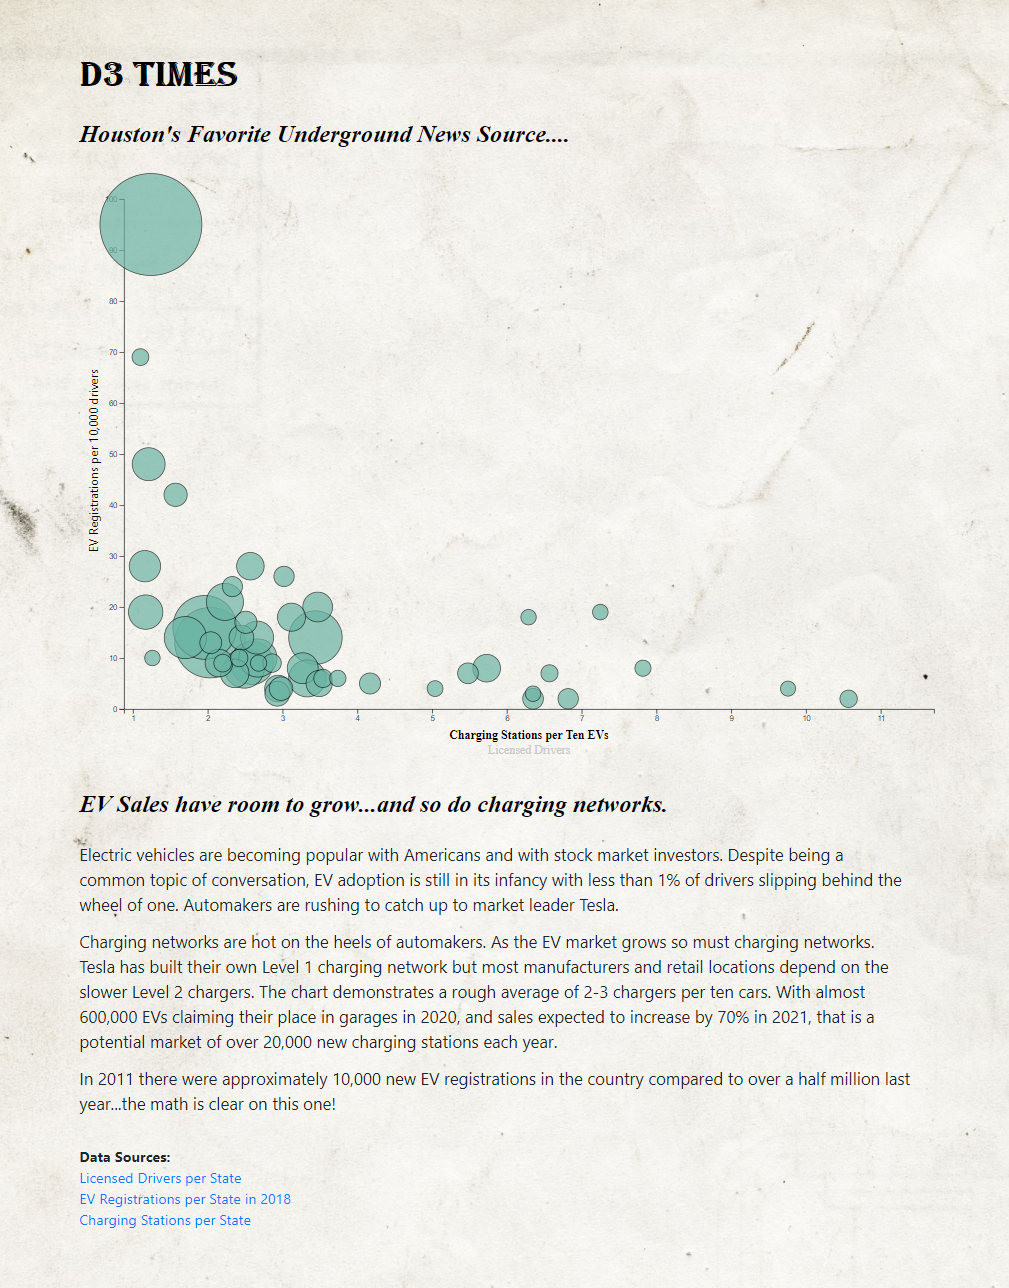 D3 TIMES
Houston's Favorite Underground News Source....
100
90
80
70
60
50
40
30
20
10
0
EV Registrations per 10,000 drivers
1 2 3 4 5 6 7 8 9 10 11
Charging Stations per Ten EVs
Licensed Drivers
EV Sales have room to grow...and so do charging networks.
Electric vehicles are becoming popular with Americans and with stock market investors. Despite being a
common topic of conversation, EV adoption is still in its infancy with less than 1% of drivers slipping behind the
wheel of one. Automakers are rushing to catch up to market leader Tesla.
Charging networks are hot on the heels of automakers. As the EV market grows so must charging networks.
Tesla has built their own Level 1 charging network but most manufacturers and retail locations depend on the
slower Level 2 chargers. The chart demonstrates a rough average of 2-3 chargers per ten cars. With almost
600,000 EVs claiming their place in garages in 2020, and sales expected to increase by 70% in 2021, that is a
potential market of over 20,000 new charging stations each year.
In 2011 there were approximately 10,000 new EV registrations in the country compared to over a half million last
year...the math is clear on this one!
Data Sources:
Licensed Drivers per State
EV Registrations per State in 2018
Charging Stations per State